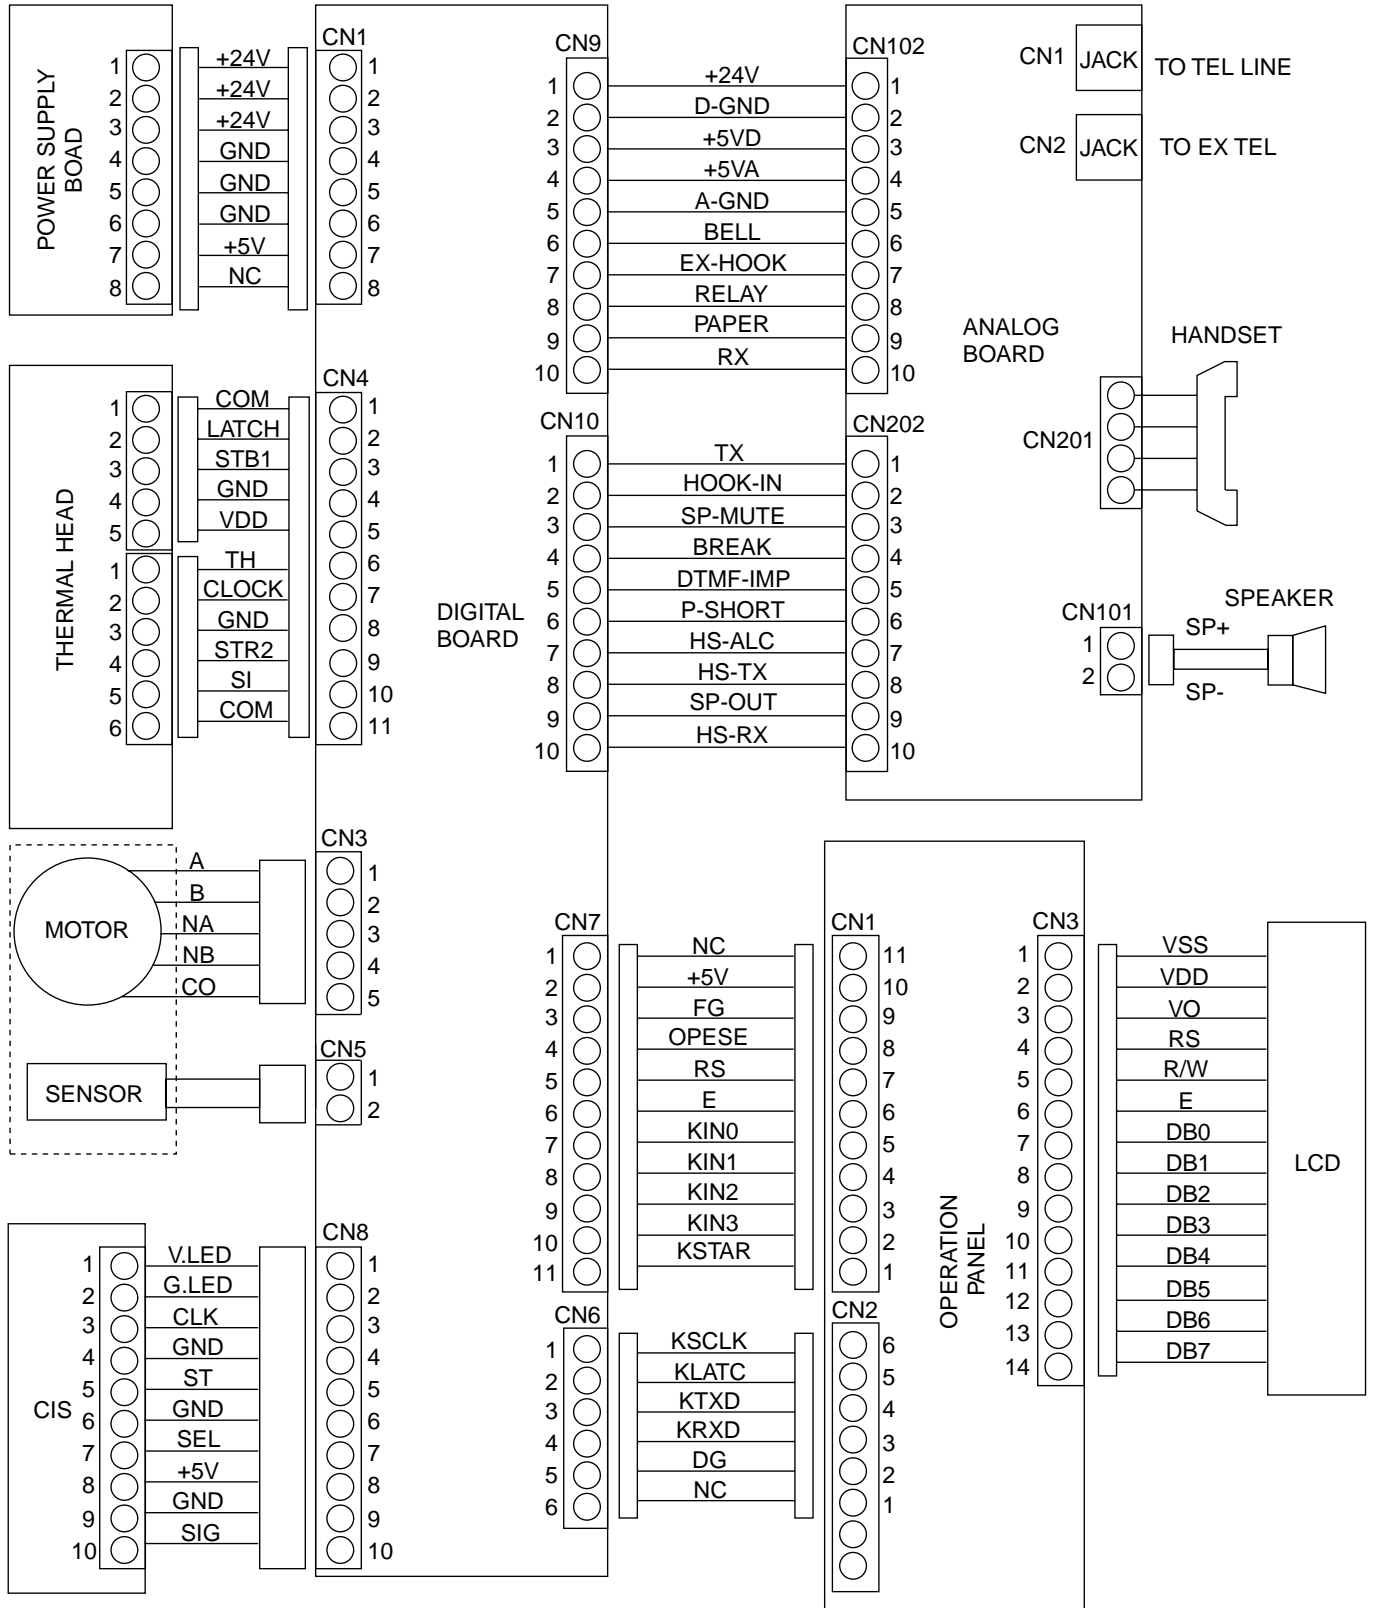 POWER SUPPLY
BOAD
1
2
3
4
5
6
7
8
+24V
+24V
+24V
GND
GND
GND
+5V
NC
CN1
1
2
3
4
5
6
7
8
THERMAL HEAD
1
2
3
4
5
1
2
3
4
5
6
COM
LATCH
STB1
GND
VDD
TH
CLOCK
GND
STR2
SI
COM
CN4
1
2
3
4
5
6
7
8
9
10
11
MOTOR
A
B
NA
NB
CO
CN3
1
2
3
4
5
SENSOR
CN5
1
2
CIS
1
2
3
4
5
6
7
8
9
10
V.LED
G.LED
CLK
GND
ST
GND
SEL
+5V
GND
SIG
CN8
1
2
3
4
5
6
7
8
9
10
DIGITAL
BOARD
CN9
1
2
3
4
5
6
7
8
9
10
+24V
D-GND
+5VD
+5VA
A-GND
BELL
EX-HOOK
RELAY
PAPER
RX
CN102
1
2
3
4
5
6
7
8
9
10
CN10
1
2
3
4
5
6
7
8
9
10
TX
HOOK-IN
SP-MUTE
BREAK
DTMF-IMP
P-SHORT
HS-ALC
HS-TX
SP-OUT
HS-RX
CN202
1
2
3
4
5
6
7
8
9
10
CN1
JACK
TO TEL LINE
CN2
JACK
TO EX TEL
ANALOG
BOARD
HANDSET
CN201
CN101
1
2
SP+
SP-
SPEAKER
CN7
1
2
3
4
5
6
7
8
9
10
11
NC
+5V
FG
OPESE
RS
E
KIN0
KIN1
KIN2
KIN3
KSTAR
CN1
11
10
9
8
7
6
5
4
3
2
1
CN6
1
2
3
4
5
6
KSCLK
KLATC
KTXD
KRXD
DG
NC
CN2
6
5
4
3
2
1
OPERATION
PANEL
CN3
1
2
3
4
5
6
7
8
9
10
11
12
13
14
VSS
VDD
VO
RS
R/W
E
DB0
DB1
DB2
DB3
DB4
DB5
DB6
DB7
LCD